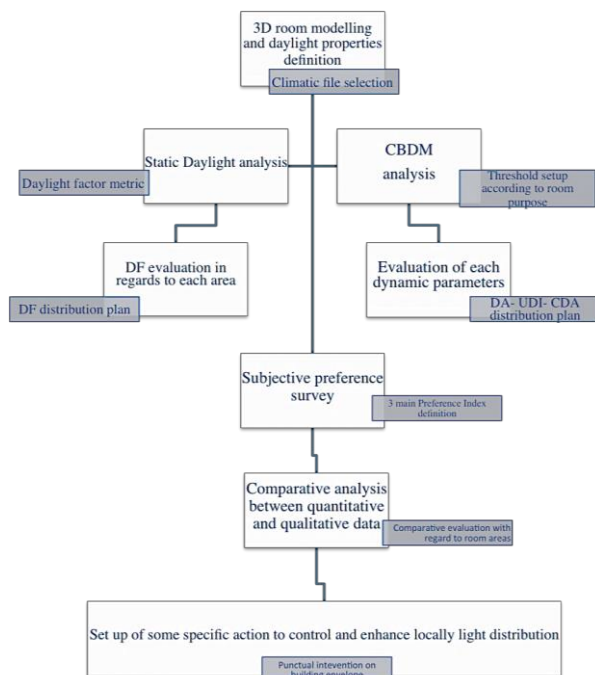 3D room modelling
and daylight properties
definition
Climatic file selection
Static Daylight analysis
Daylight factor metric
CBDM
analysis
Threshold setup
according to room
purpose
DF evaluation in
regards to each area
DF distribution plan
Evaluation of each
dynamic parameters
DA- UDI- CDA
distribution plan
Subjective preference
survey
3 main Preference Index
definition
Comparative analysis
between quantitative
and qualitative data
Comparative evaluation with
regard to room areas
Set up of some specific action to control and enhance locally light distribution
Punctual intevention on
building envelope